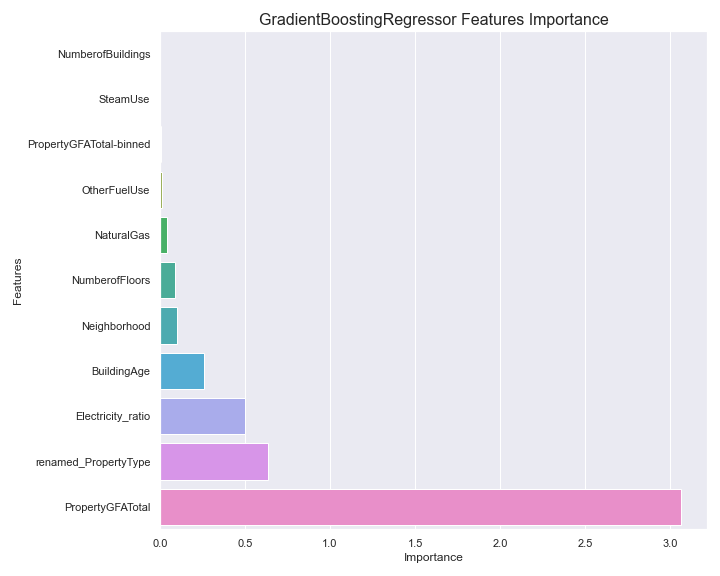 GradientBoostingRegressor Features Importance
NumberofBuildings
SteamUse
PropertyGFATotal-binned
OtherFuelUse
NaturalGas
NumberofFloors
Neighborhood
BuildingAge
Electricity_ratio
renamed_PropertyType
PropertyGFATotal
Features
0.0 0.5 1.0 1.5 2.0 2.5 3.0
Importance